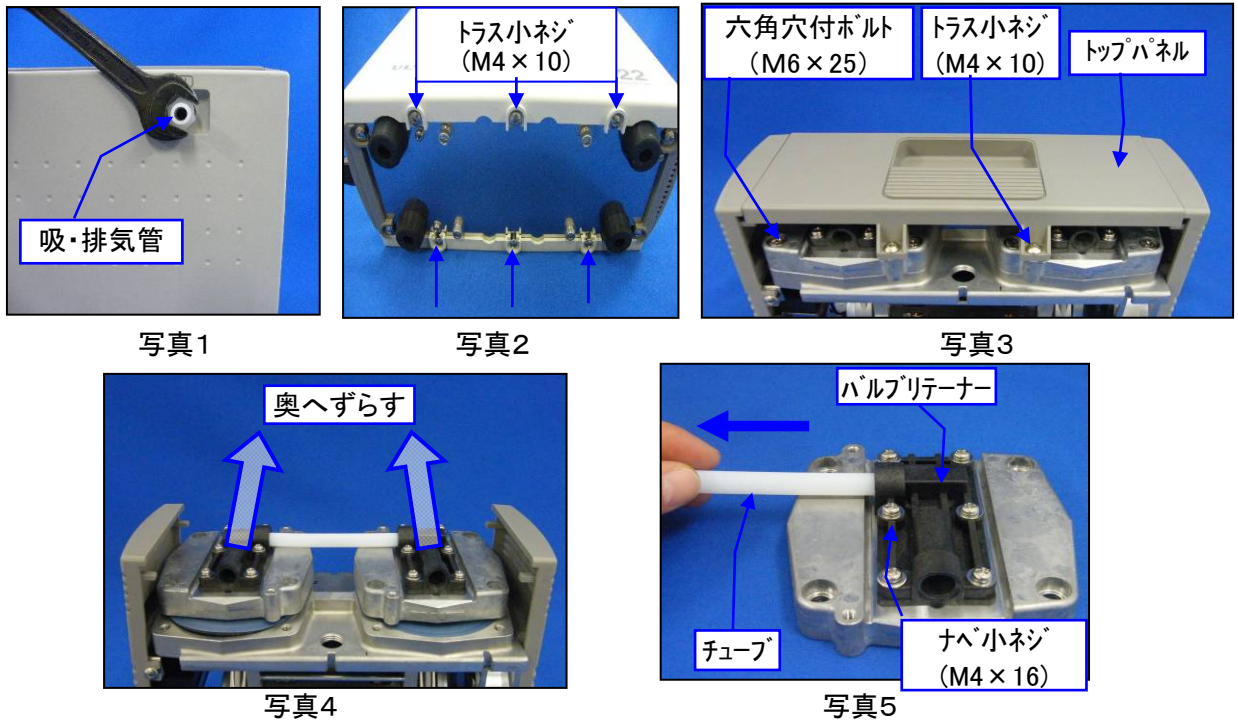 吸・排気管
写真1
トラス小ネジ
(M4×10)
22
写真2
六角穴付ボルト
(M6×25)
トラス小ネジ
(M4×10)
トップパネル
写真3
奥へずらす
写真4
バルブリテーナー
チューブ
ナベ小ネジ
(M4×16)
写真5